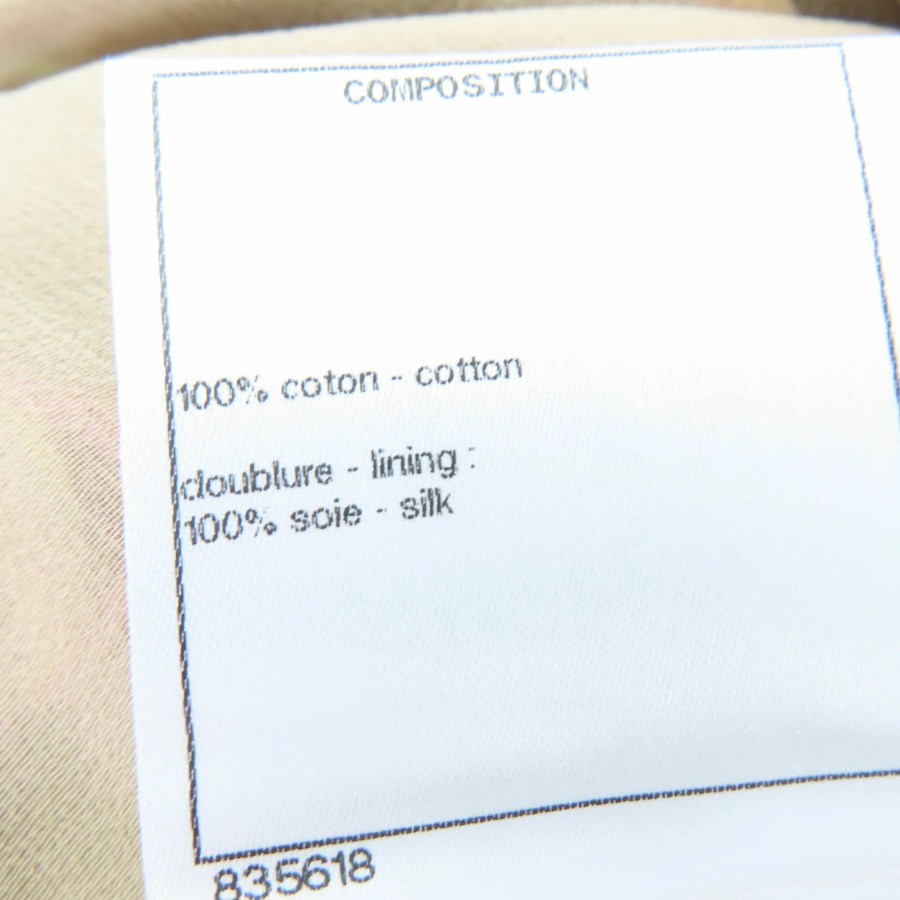 COMPOSITION
100% coton - cotton
doublure - lining :
100% soie - silk
835618